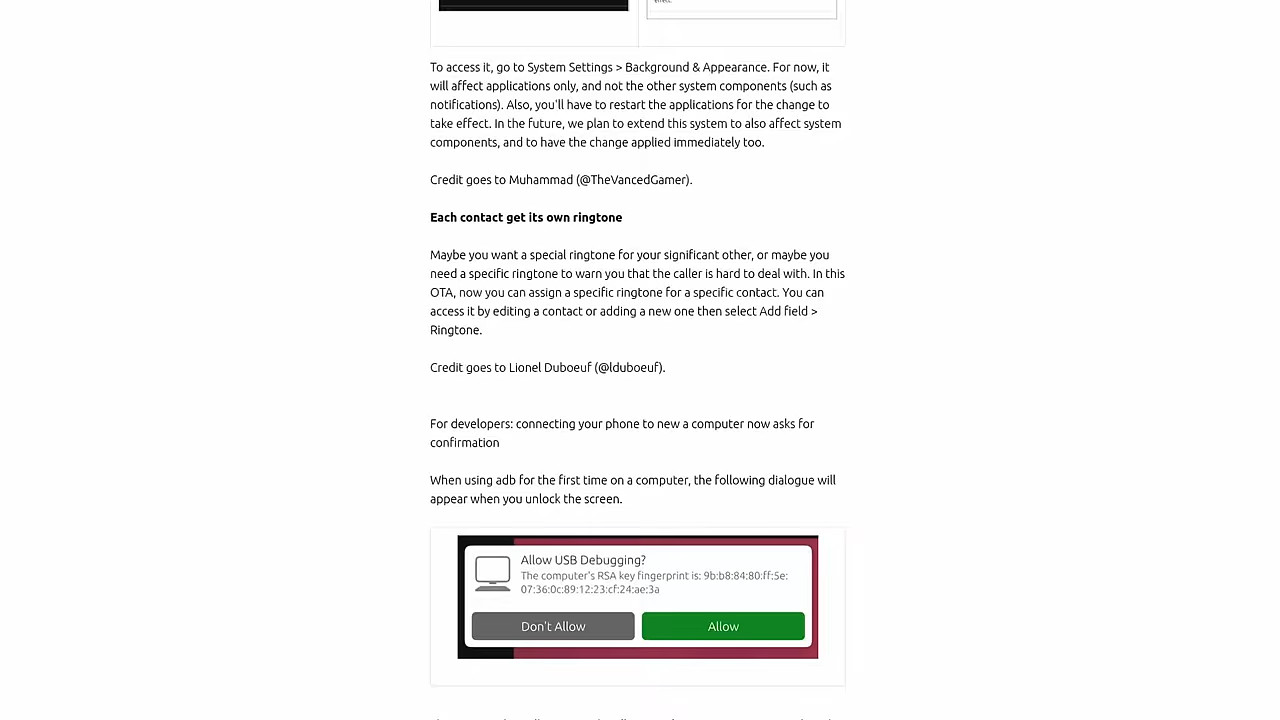 To access it, go to System Settings > Background & Appearance. For now, it
will affect applications only, and not the other system components (such as
notifications). Also, you'll have to restart the applications for the change to
take effect. In the future, we plan to extend this system to also affect system
components, and to have the change applied immediately too.
Credit goes to Muhammad (@TheVancedGamer).
Each contact get its own ringtone
Maybe you want a special ringtone for your significant other, or maybe you
need a specific ringtone to warn you that the caller is hard to deal with. In this
OTA, now you can assign a specific ringtone for a specific contact. You can
access it by editing a contact or adding a new one then select Add field >
Ringtone.
Credit goes to Lionel Duboeuf (@lduboeuf).
For developers: connecting your phone to new a computer now asks for
confirmation
When using adb for the first time on a computer, the following dialogue will
appear when you unlock the screen.
Allow USB Debugging?
The computer's RSA key fingerprint is: 9b:b8:84:80:ff:5e:
07:36:0c:89:12:23:cf:24:ae:3a
Don't Allow
Allow